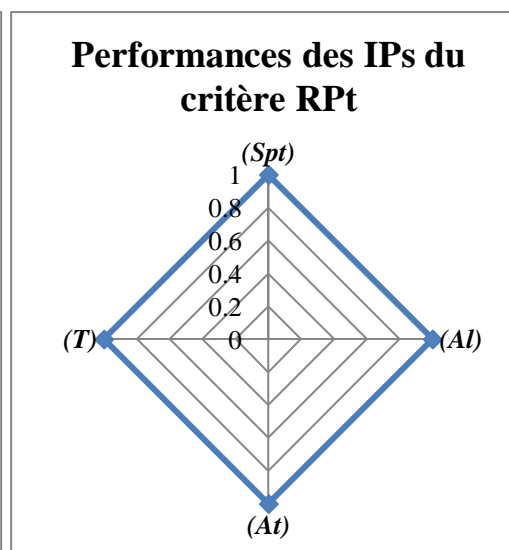 Performances des IPs du
critère RPt
(Spt)
1
0.8
0.6
0.4
0.2
(T)
0
(Al)
(At)